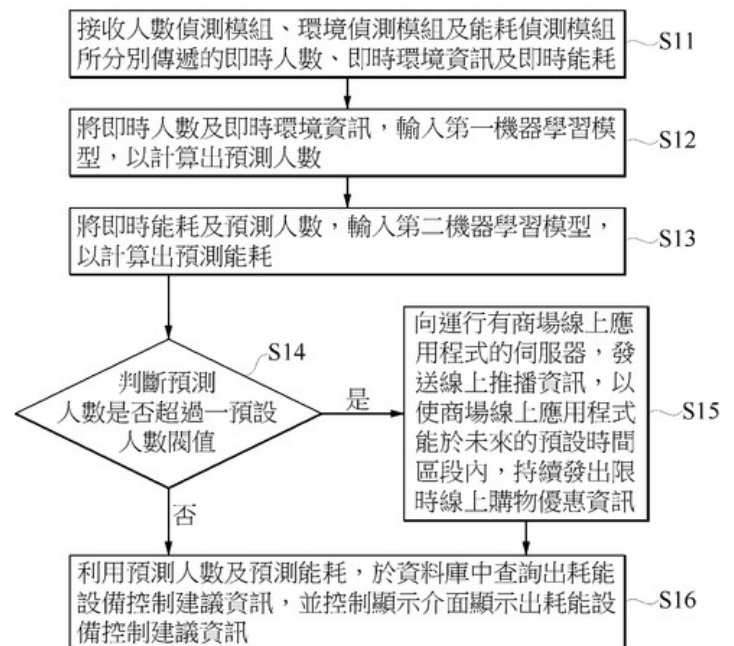 接收人數偵測模組、環境偵測模組及能耗偵測模組
所分別傳遞的即時人數、即時環境資訊及即時能耗
S11
將即時人數及即時環境資訊,輸入第一機器學習模
型,以計算出預測人數
S12
將即時能耗及預測人數,輸入第二機器學習模型,
以計算出預測能耗
S13
S14
判斷預測
人數是否超過一預設
人數閥值
是
否
向運行有商場線上應
用程式的伺服器,發
送線上推播資訊,以
使商場線上應用程式
能於未來的預設時間
區段內,持續發出限
時線上購物優惠資訊
S15
利用預測人數及預測能耗,於資料庫中查詢出耗能
設備控制建議資訊,並控制顯示介面顯示出耗能設
備控制建議資訊
S16